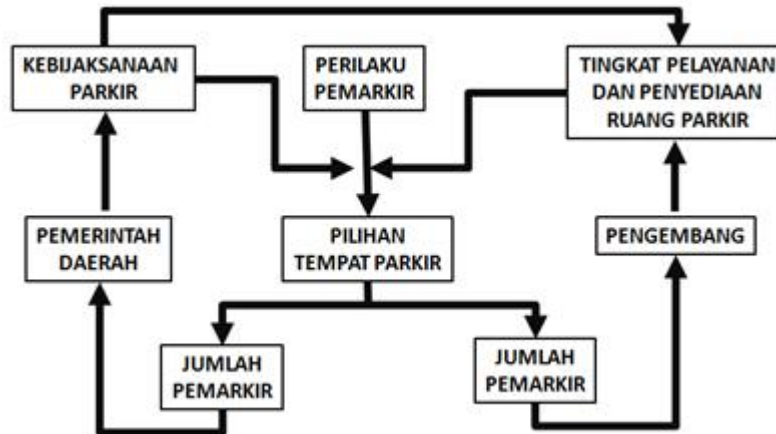 KEBIJAKSANAAN
PARKIR
PERILAKU
PEMARKIR
TINGKAT PELAYANAN
DAN PENYEDIAAN
RUANG PARKIR
PEMERINTAH
DAERAH
PILIHAN
TEMPAT PARKIR
PENGEMBANG
JUMLAH
PEMARKIR
JUMLAH
PEMARKIR